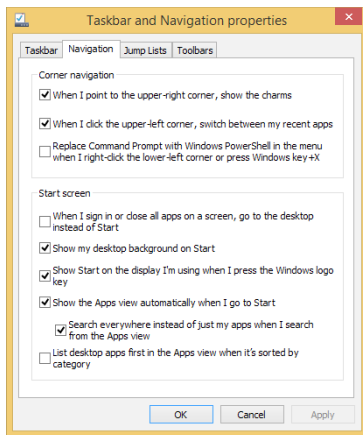 Taskbar and Navigation properties
Taskbar Navigation Jump Lists Toolbars
Corner navigation
When I point to the upper-right corner, show the charms
When I click the upper-left corner, switch between my recent apps
Replace Command Prompt with Windows PowerShell in the menu
when I right-click the lower-left corner or press Windows key+X
Start screen
When I sign in or close all apps on a screen, go to the desktop
instead of Start
Show my desktop background on Start
Show Start on the display I'm using when I press the Windows logo
key
Show the Apps view automatically when I go to Start
Search everywhere instead of just my apps when I search
from the Apps view
List desktop apps first in the Apps view when it's sorted by
category
OK Cancel Apply